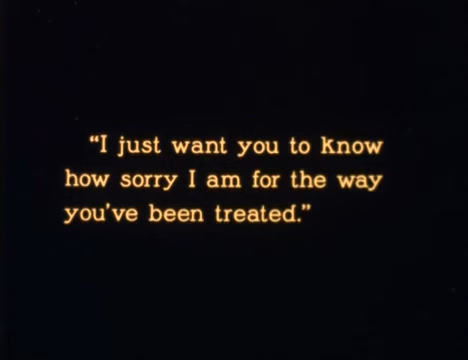 “I just want you to know
how sorry I am for the way
you've been treated.”